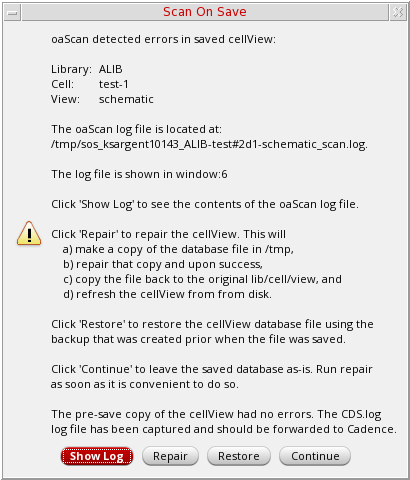 Scan On Save
oaScan detected errors in saved cellView:
Library: ALIB
Cell: test-1
View: schematic
The oaScan log file is located at:
/tmp/sos_ksargent10143_ALIB-test#2d1-schematic_scan.log.
The log file is shown in window:6
Click 'Show Log' to see the contents of the oaScan log file.
Click 'Repair' to repair the cellView. This will
a) make a copy of the database file in /tmp,
b) repair that copy and upon success,
c) copy the file back to the original lib/cell/view, and
d) refresh the cellView from from disk.
Click 'Restore' to restore the cellView database file using the
backup that was created prior when the file was saved.
Click 'Continue' to leave the saved database as-is. Run repair
as soon as it is convenient to do so.
The pre-save copy of the cellView had no errors. The CDS.log
log file has been captured and should be forwarded to Cadence.
Show Log Repair Restore Continue